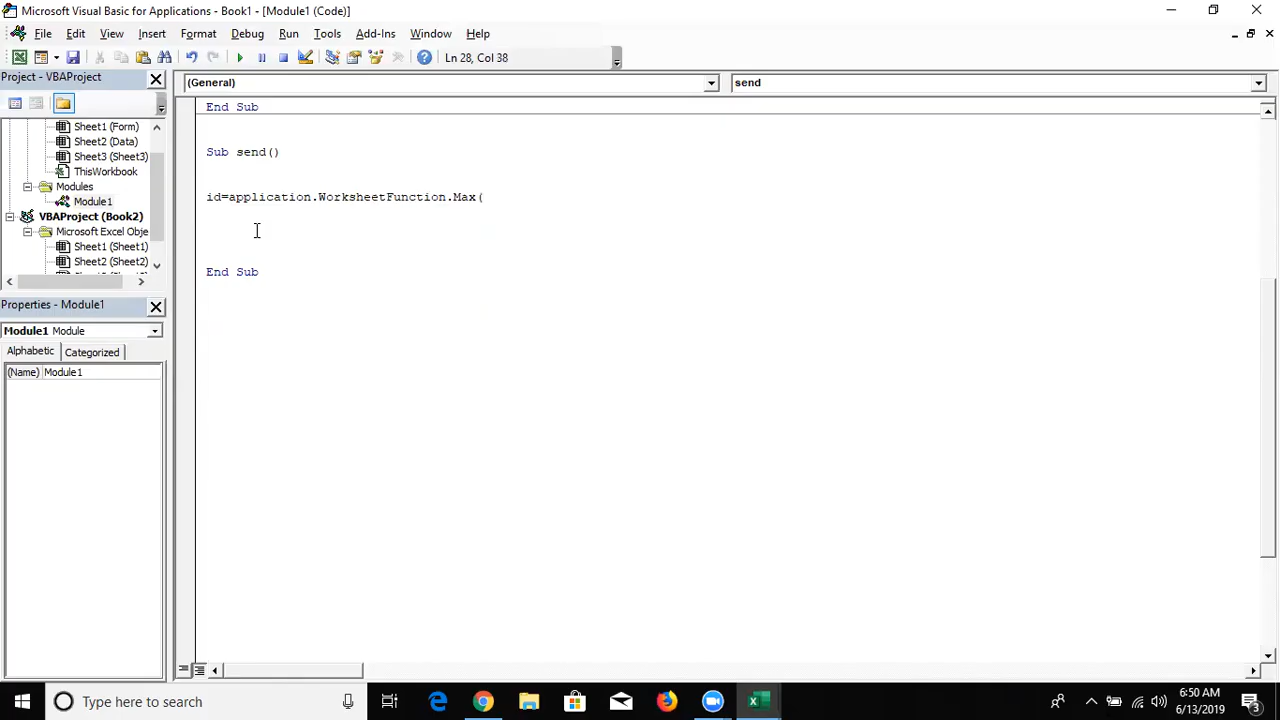 Microsoft Visual Basic for Applications - Book1 - [Module1 (Code)]
File Edit View Insert Format Debug Run Tools Add-Ins Window Help
Ln 28, Col 38
Project - VBAProject
Sheet1 (Form)
Sheet2 (Data)
Sheet3 (Sheet3)
ThisWorkbook
Modules
Module1
VBAProject (Book2)
Microsoft Excel Obje
Sheet1 (Sheet1)
Sheet2 (Sheet2)
Properties - Module1
Module1 Module
Alphabetic Categorized
(Name) Module1
(General) send
End Sub
Sub send()
id=application.WorksheetFunction.Max(
End Sub
Type here to search
6:50 AM
6/13/2019
3